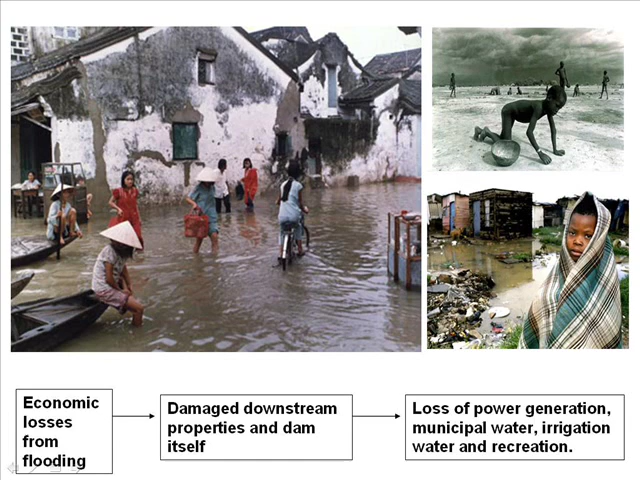 Economic
losses
from
flooding
Damaged downstream
properties and dam
itself
Loss of power generation,
municipal water, irrigation
water and recreation.